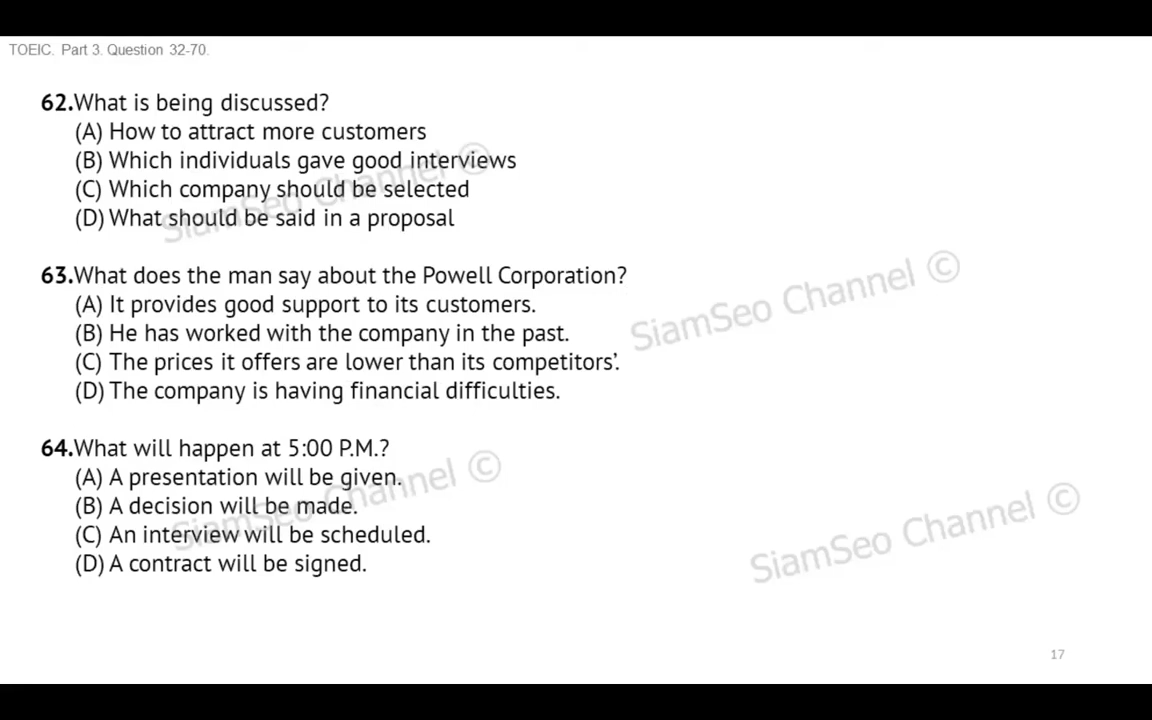 TOEIC. Part 3. Question 32-70.
62.What is being discussed?
(A) How to attract more customers
(B) Which individuals gave good interviews
(C) Which company should be selected
(D) What should be said in a proposal
SiamSeo Channel ©
63.What does the man say about the Powell Corporation?
(A) It provides good support to its customers.
(B) He has worked with the company in the past.
(C) The prices it offers are lower than its competitors’.
(D) The company is having financial difficulties.
SiamSeo Channel ©
64.What will happen at 5:00 P.M.?
(A) A presentation will be given.
(B) A decision will be made.
(C) An interview will be scheduled.
(D) A contract will be signed.
SiamSeo Channel ©
SiamSeo Channel ©
17